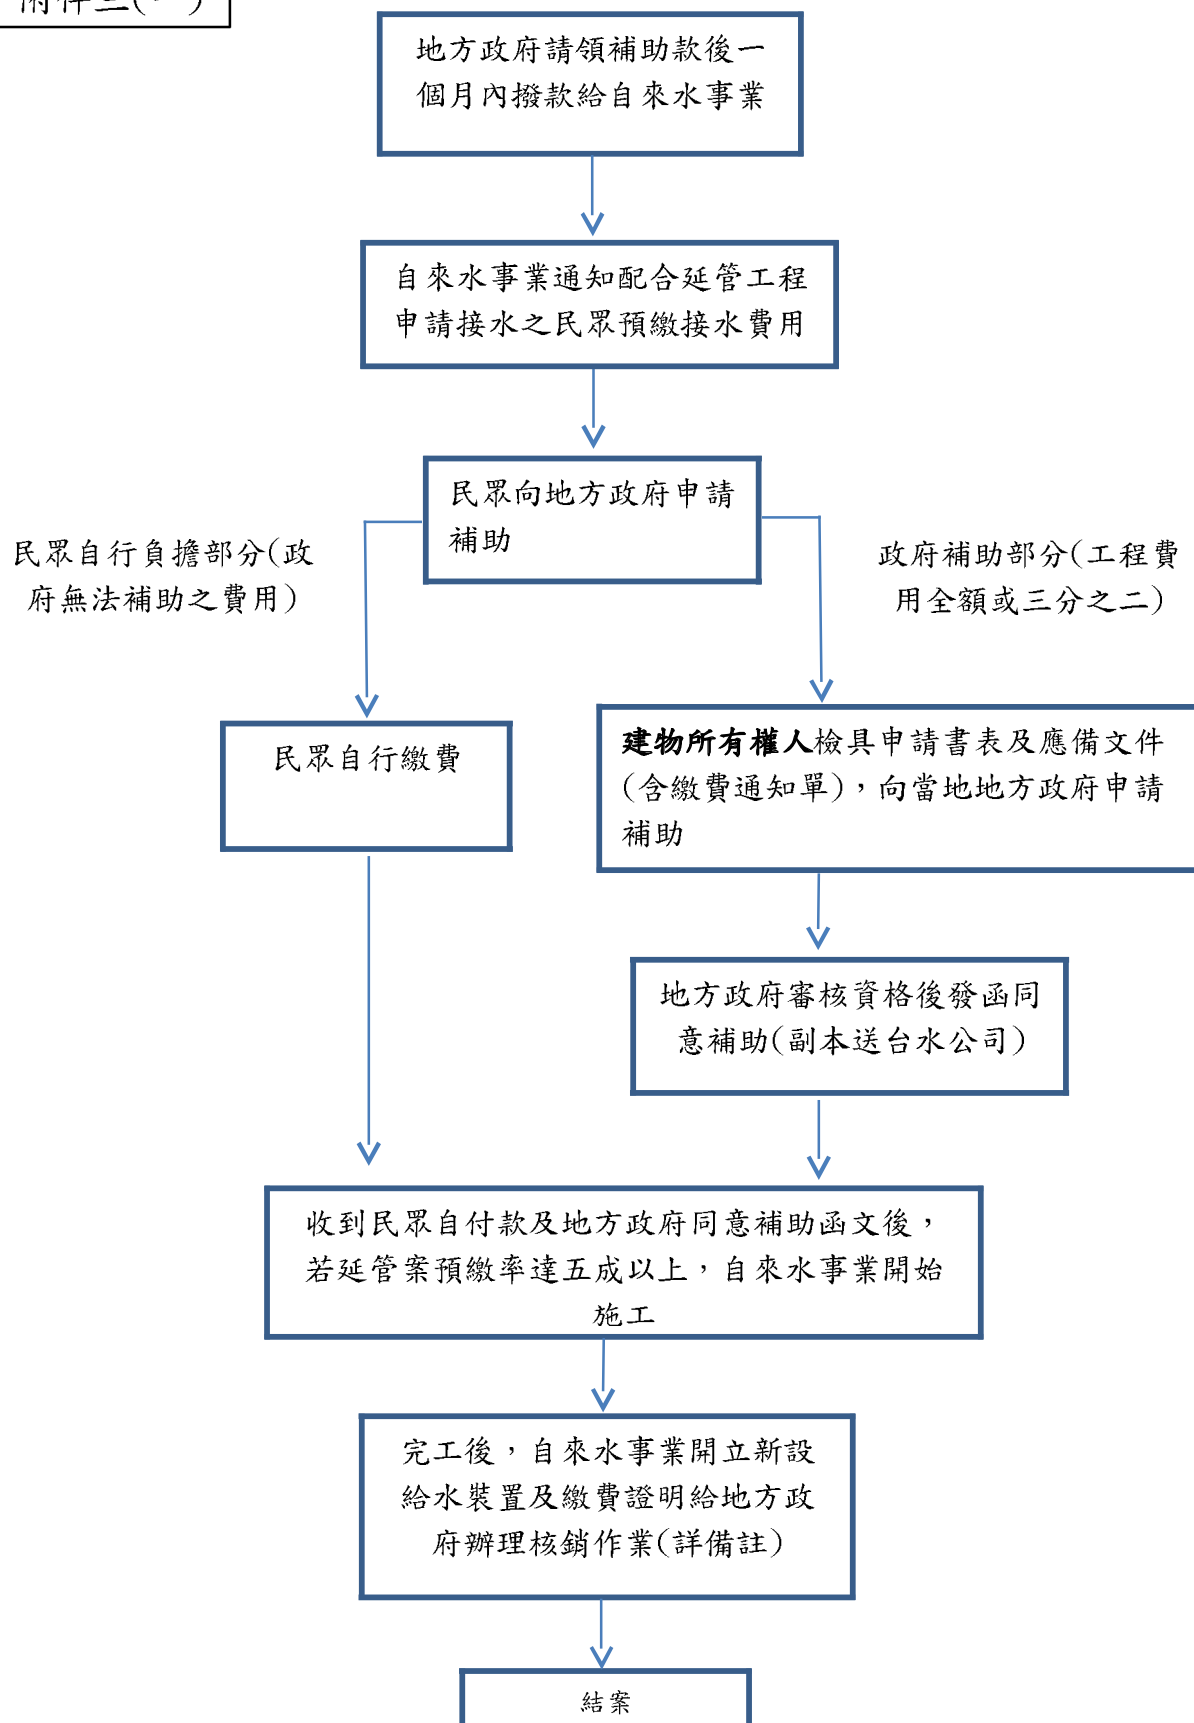 地方政府請領補助款後一
個月內撥款給自來水事業
自來水事業通知配合延管工程
申請接水之民眾預繳接水費用
民眾向地方政府申請
補助
民眾自行負擔部分(政
府無法補助之費用)
政府補助部分(工程費
用全額或三分之二)
民眾自行繳費
建物所有權人檢具申請書表及應備文件
(含繳費通知單)，向當地地方政府申請
補助
地方政府審核資格後發函同
意補助(副本送台水公司)
收到民眾自付款及地方政府同意補助函文後，
若延管案預繳率達五成以上，自來水事業開始
施工
完工後，自來水事業開立新設
給水裝置及繳費證明給地方政
府辦理核銷作業(詳備註)
結案